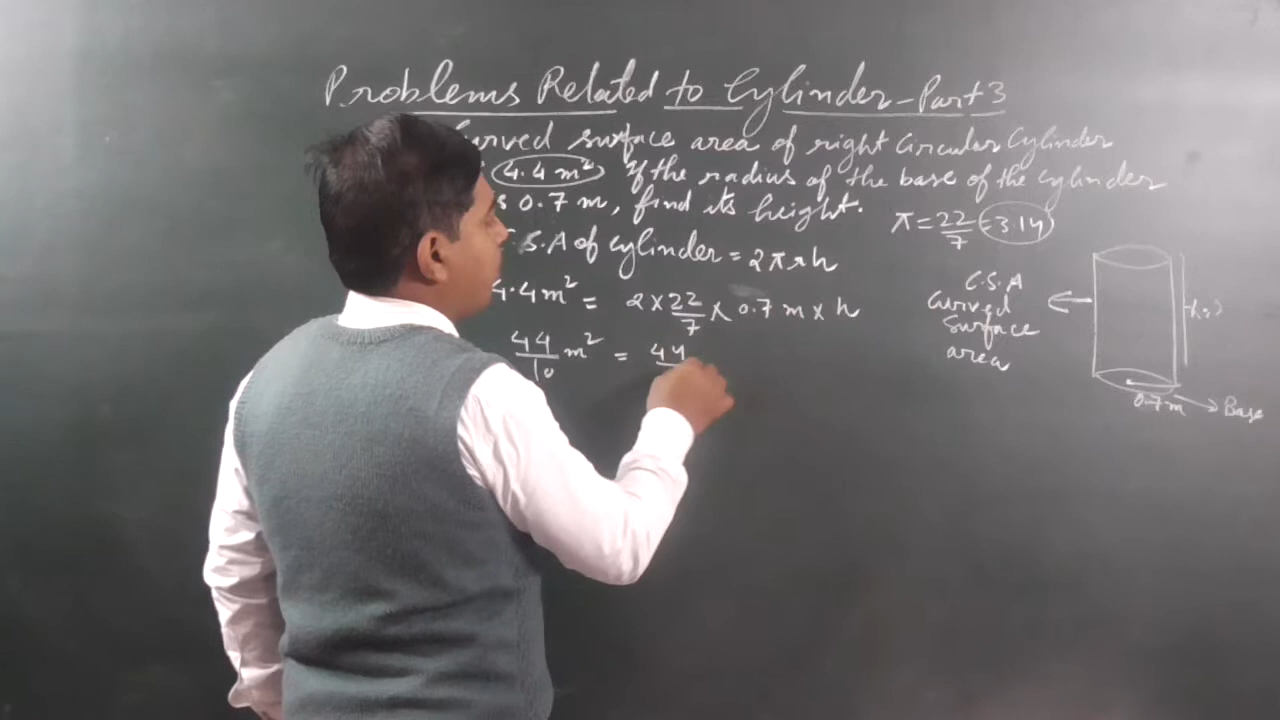 Problems Related to Cylinder-Part 3
Curved surface area of right Circular Cylinder
4.4 m² If the radius of the base of the cylinder
0.7 m, find its height.
π = 22/7 = 3.14
S.A of cylinder = 2πrh
4.4 m² = 2 × 22/7 × 0.7 m × h
44/10 m² = 44
C.S.A
Curved
Surface
area
0.7 m
Base